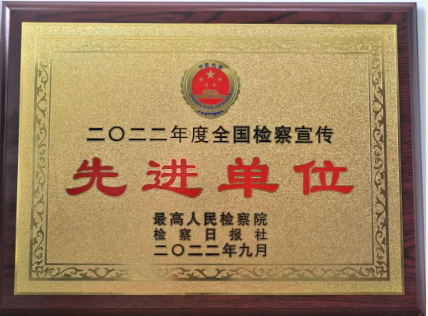 二〇二二年度全国检察宣传
先进单位
最高人民检察院
检察日报社
二〇二二年九月